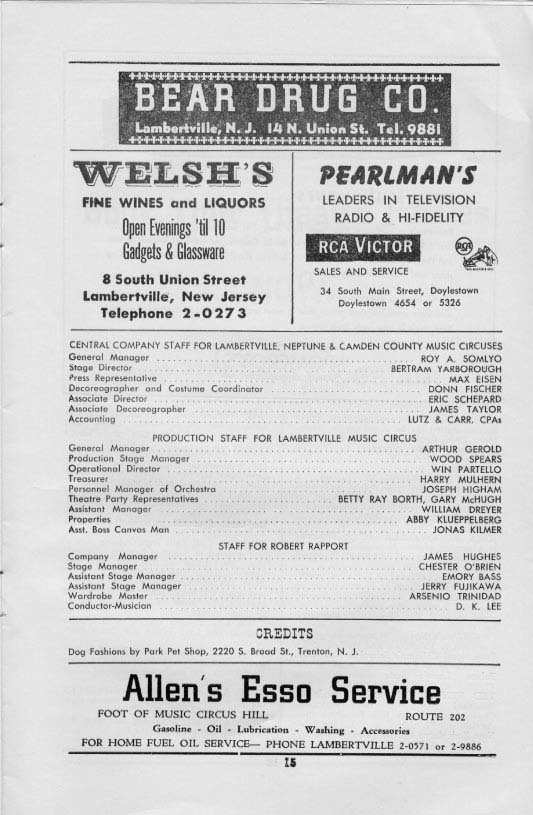 BEAR DRUG CO.
Lambertville, N. J. 14 N. Union St. Tel. 9881
WELSH'S
FINE WINES and LIQUORS
Open Evenings 'til 10
Gadgets & Glassware
8 South Union Street
Lambertville, New Jersey
Telephone 2-0273
PEARLMAN'S
LEADERS IN TELEVISION
RADIO & HI-FIDELITY
RCA VICTOR
RCA
SALES AND SERVICE
34 South Main Street, Doylestown
Doylestown 4654 or 5326
CENTRAL COMPANY STAFF FOR LAMBERTVILLE, NEPTUNE & CAMDEN COUNTY MUSIC CIRCUSES
General Manager ROY A. SOMLYO
Stage Director BERTRAM YARBOROUGH
Press Representative MAX EISEN
Decoreographer and Costume Coordinator DONN FISCHER
Associate Director ERIC SCHEPARD
Associate Decoreographer JAMES TAYLOR
Accounting LUTZ & CARR, CPAs
PRODUCTION STAFF FOR LAMBERTVILLE MUSIC CIRCUS
General Manager ARTHUR GEROLD
Production Stage Manager WOOD SPEARS
Operational Director WIN PARTELLO
Treasurer HARRY MULHERN
Personnel Manager of Orchestra JOSEPH HIGHAM
Theatre Party Representatives BETTY RAY BORTH, GARY McHUGH
Assistant Manager WILLIAM DREYER
Properties ABBY KLUEPPELBERG
Asst. Boss Canvas Man JONAS KILMER
STAFF FOR ROBERT RAPPORT
Company Manager JAMES HUGHES
Stage Manager CHESTER O'BRIEN
Assistant Stage Manager EMORY BASS
Assistant Stage Manager JERRY FUJIKAWA
Wardrobe Master ARSENIO TRINIDAD
Conductor-Musician D. K. LEE
CREDITS
Dog Fashions by Park Pet Shop, 2220 S. Broad St., Trenton, N. J.
Allen's Esso Service
FOOT OF MUSIC CIRCUS HILL ROUTE 202
Gasoline - Oil - Lubrication - Washing - Accessories
FOR HOME FUEL OIL SERVICE— PHONE LAMBERTVILLE 2-0571 or 2-9886
15